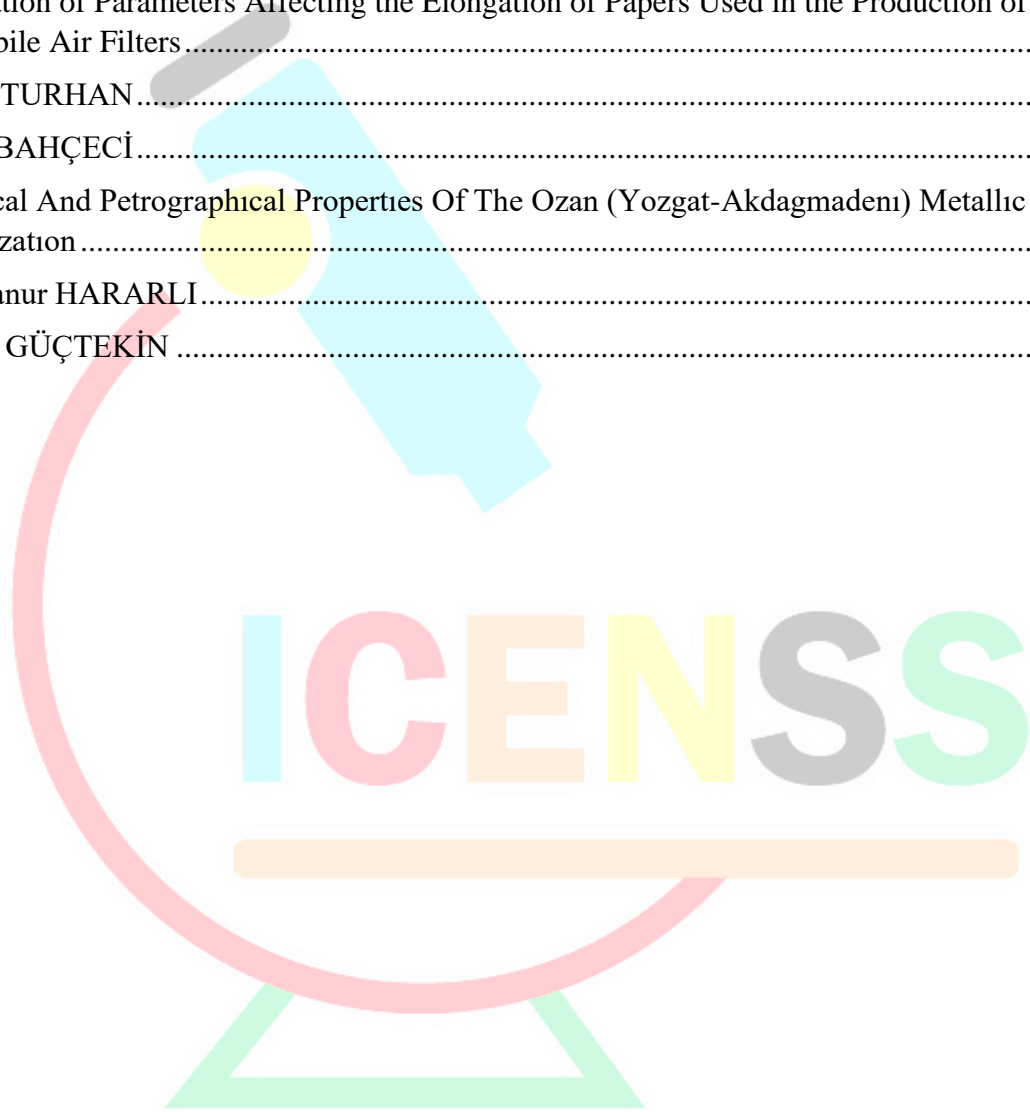 ation of Parameters Affecting the Elongation of Papers Used in the Production of
bile Air Filters........................................................................................................
TURHAN..............................................................................................................
BAHÇECİ..............................................................................................................
cal And Petrographıcal Propertıes Of The Ozan (Yozgat-Akdagmadenı) Metallıc
zatıon.....................................................................................................................
anur HARARLI......................................................................................................
GÜÇTEKİN .........................................................................................................
ICENSS